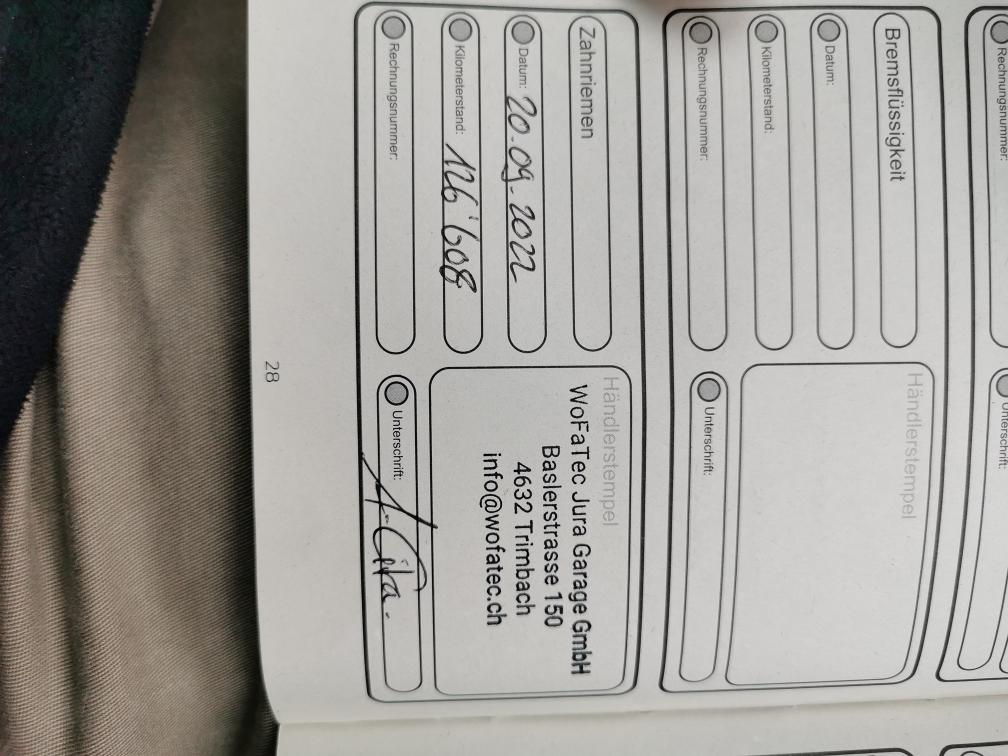 Rechnungsnummer:
Unterschrift:
Bremsflüssigkeit
Händlerstempel
Datum:
Kilometerstand:
Rechnungsnummer:
Unterschrift:
Zahnriemen
Händlerstempel
WoFaTec Jura Garage GmbH
Baslerstrasse 150
4632 Trimbach
info@wofatec.ch
Datum: 20.09.2022
Kilometerstand: 126'608
Rechnungsnummer:
Unterschrift:
28